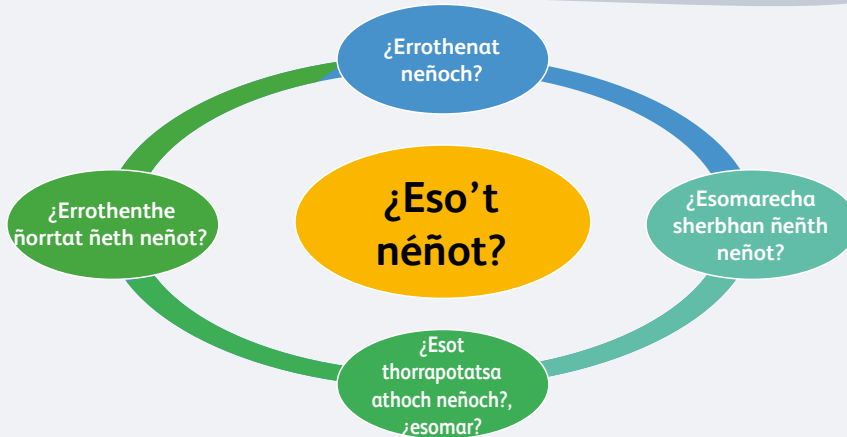 ¿Errothenat
neñoch?
¿Eso’t
néñot?
¿Esomarecha
sherbhan ñeñth
neñot?
¿Esot
thorrapotatsa
athoch neñoch?,
¿esomar?
¿Errothenthe
ñorrtat ñeth neñot?